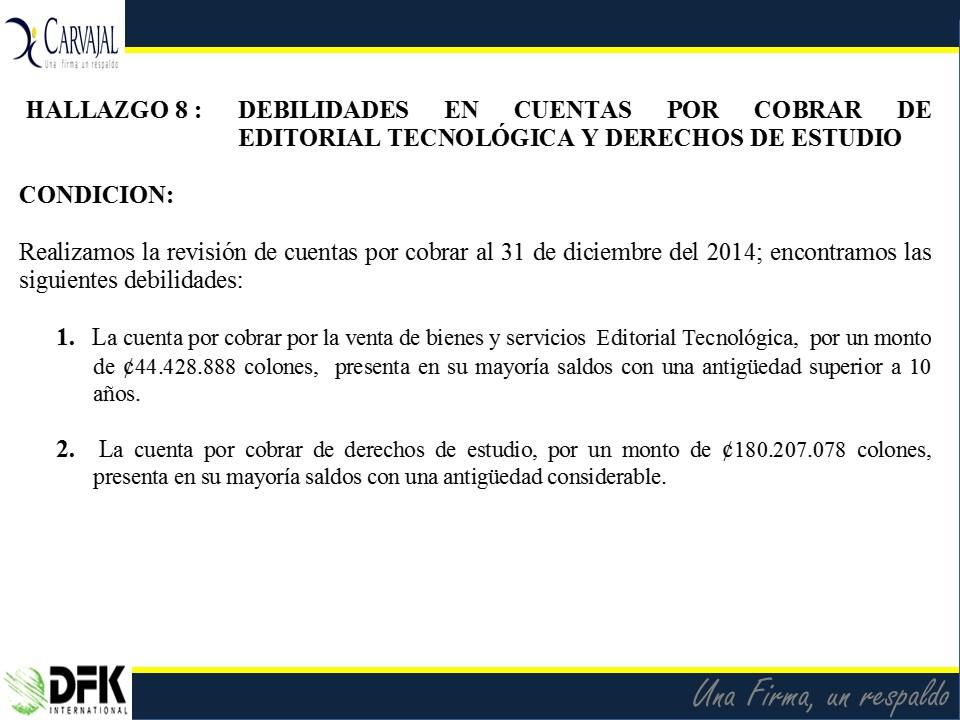 CARVAJAL
Una firma un respaldo
HALLAZGO 8 : DEBILIDADES EN CUENTAS POR COBRAR DE
EDITORIAL TECNOLÓGICA Y DERECHOS DE ESTUDIO
CONDICION:
Realizamos la revisión de cuentas por cobrar al 31 de diciembre del 2014; encontramos las
siguientes debilidades:
1. La cuenta por cobrar por la venta de bienes y servicios Editorial Tecnológica, por un monto
de ¢44.428.888 colones, presenta en su mayoría saldos con una antigüedad superior a 10
años.
2. La cuenta por cobrar de derechos de estudio, por un monto de ¢180.207.078 colones,
presenta en su mayoría saldos con una antigüedad considerable.
DFK
INTERNATIONAL
Una Firma, un respaldo